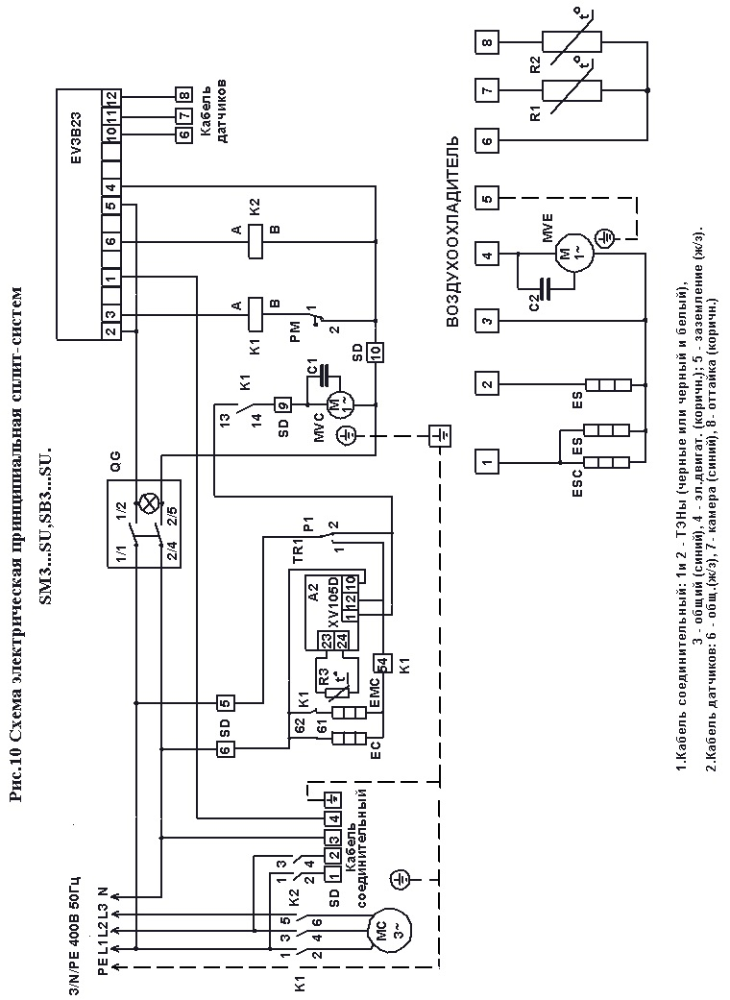 Рис.10 Схема электрическая принципиальная сплит-систем
SM3...SU,SB3...SU.
3/N/PE 400В 50Гц
PE L1 L2 L3 N
K1
1 2
3 4
5 6
MC
3~
K2
1 2
3 4
SD
1 2 3 4
Кабель
соединительный
6 SD 5
EC
62 61
K1
EMC
R3
t°
23 24
A2
XV105D
1 12 10
54
K1
TR1
P1
1 2
QG
1/1 1/2
2/4 2/5
13 14
K1
SD 9
MVC
M
1~
C1
SD 10
PM
1
2
K1
A
B
K2
A
B
EV3B23
2 3 1 6 5 4 10 11 12
6 7 8
Кабель
датчиков
ВОЗДУХООХЛАДИТЕЛЬ
1 2 3 4 5 6 7 8
ESC
ES
ES
C2
M
1~
MVE
R1
t°
R2
t°
1.Кабель соединительный: 1и 2 - ТЭНы (черные или черный и белый),
3 - общий (синий), 4 - эл.двигат. (коричн.); 5 - заземление (ж/з).
2.Кабель датчиков: 6 - общ.(ж/з), 7 - камера (синий), 8 - оттайка (коричн.)